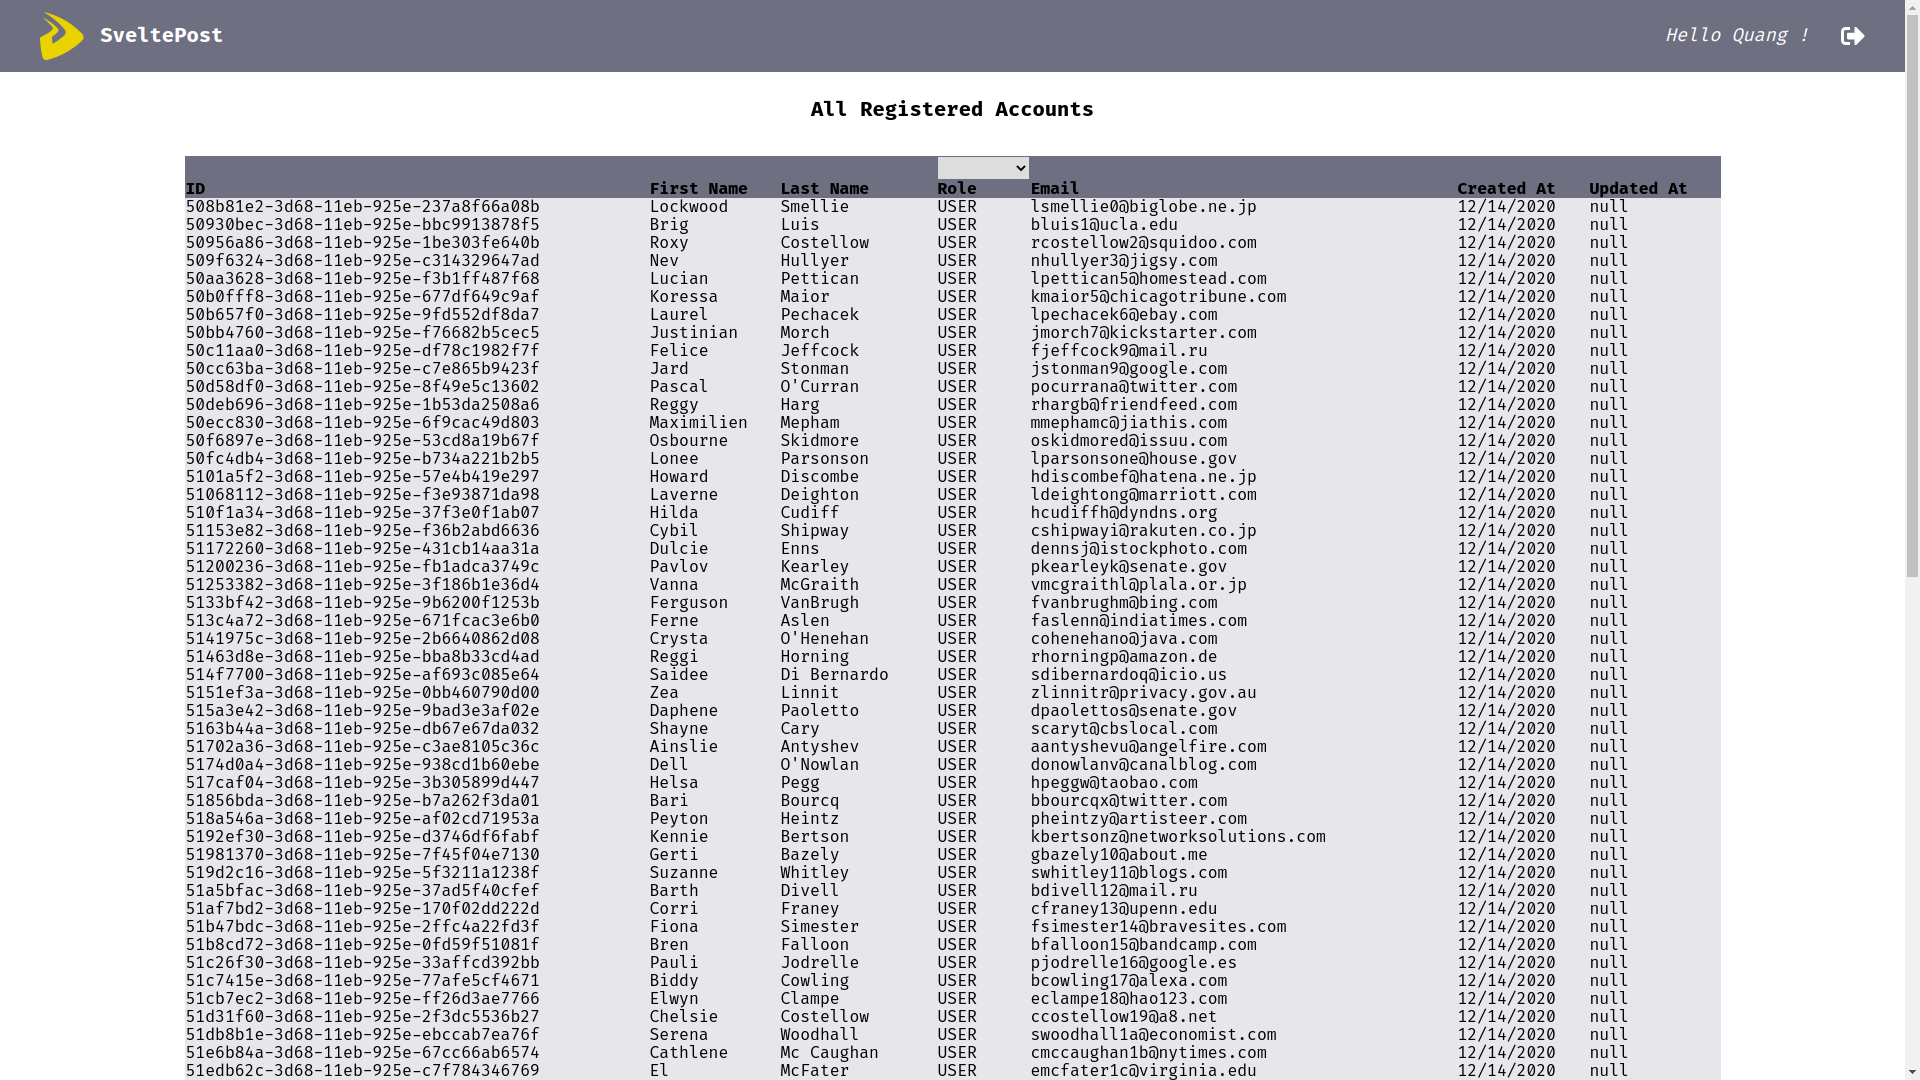 SveltePost
Hello Quang !
All Registered Accounts
ID First Name Last Name Role Email Created At Updated At
508b81e2-3d68-11eb-925e-237a8f66a08b Lockwood Smellie USER lsmellie0@biglobe.ne.jp 12/14/2020 null
50930bec-3d68-11eb-925e-bbc9913878f5 Brig Luis USER bluis1@ucla.edu 12/14/2020 null
50956a86-3d68-11eb-925e-1be303fe640b Roxy Costellow USER rcostellow2@squidoo.com 12/14/2020 null
509f6324-3d68-11eb-925e-c314329647ad Nev Hullyer USER nhullyer3@jigsy.com 12/14/2020 null
50aa3628-3d68-11eb-925e-f3b1ff487f68 Lucian Pettican USER lpettican5@homestead.com 12/14/2020 null
50b0fff8-3d68-11eb-925e-677df649c9af Koressa Maior USER kmaior5@chicagotribune.com 12/14/2020 null
50b657f0-3d68-11eb-925e-9fd552df8da7 Laurel Pechacek USER lpechacek6@ebay.com 12/14/2020 null
50bb4760-3d68-11eb-925e-f76682b5cec5 Justinian Morch USER jmorch7@kickstarter.com 12/14/2020 null
50c11aa0-3d68-11eb-925e-df78c1982f7f Felice Jeffcock USER fjeffcock9@mail.ru 12/14/2020 null
50cc63ba-3d68-11eb-925e-c7e865b9423f Jard Stonman USER jstonman9@google.com 12/14/2020 null
50d58df0-3d68-11eb-925e-8f49e5c13602 Pascal O'Curran USER pocurrana@twitter.com 12/14/2020 null
50deb696-3d68-11eb-925e-1b53da2508a6 Reggy Harg USER rhargb@friendfeed.com 12/14/2020 null
50ecc830-3d68-11eb-925e-6f9cac49d803 Maximilien Mepham USER mmephamc@jiathis.com 12/14/2020 null
50f6897e-3d68-11eb-925e-53cd8a19b67f Osbourne Skidmore USER oskidmored@issuu.com 12/14/2020 null
50fc4db4-3d68-11eb-925e-b734a221b2b5 Lonee Parsonson USER lparsonsone@house.gov 12/14/2020 null
5101a5f2-3d68-11eb-925e-57e4b419e297 Howard Discombe USER hdiscombef@hatena.ne.jp 12/14/2020 null
51068112-3d68-11eb-925e-f3e93871da98 Laverne Deighton USER ldeightong@marriott.com 12/14/2020 null
510f1a34-3d68-11eb-925e-37f3e0f1ab07 Hilda Cudiff USER hcudiffh@dyndns.org 12/14/2020 null
51153e82-3d68-11eb-925e-f36b2abd6636 Cybil Shipway USER cshipwayi@rakuten.co.jp 12/14/2020 null
51172260-3d68-11eb-925e-431cb14aa31a Dulcie Enns USER dennsj@istockphoto.com 12/14/2020 null
51200236-3d68-11eb-925e-fb1adca3749c Pavlov Kearley USER pkearleyk@senate.gov 12/14/2020 null
51253382-3d68-11eb-925e-3f186b1e36d4 Vanna McGraith USER vmcgraithl@plala.or.jp 12/14/2020 null
5133bf42-3d68-11eb-925e-9b6200f1253b Ferguson VanBrugh USER fvanbrughm@bing.com 12/14/2020 null
513c4a72-3d68-11eb-925e-671fcac3e6b0 Ferne Aslen USER faslenn@indiatimes.com 12/14/2020 null
5141975c-3d68-11eb-925e-2b6640862d08 Crysta O'Henehan USER cohenehano@java.com 12/14/2020 null
51463d8e-3d68-11eb-925e-bba8b33cd4ad Reggi Horning USER rhorningp@amazon.de 12/14/2020 null
514f7700-3d68-11eb-925e-af693c085e64 Saidee Di Bernardo USER sdibernardoq@icio.us 12/14/2020 null
5151ef3a-3d68-11eb-925e-0bb460790d00 Zea Linnit USER zlinnitr@privacy.gov.au 12/14/2020 null
515a3e42-3d68-11eb-925e-9bad3e3af02e Daphene Paoletto USER dpaolettos@senate.gov 12/14/2020 null
5163b44a-3d68-11eb-925e-db67e67da032 Shayne Cary USER scaryt@cbslocal.com 12/14/2020 null
51702a36-3d68-11eb-925e-c3ae8105c36c Ainslie Antyshev USER aantyshevu@angelfire.com 12/14/2020 null
5174d0a4-3d68-11eb-925e-938cd1b60ebe Dell O'Nowlan USER donowlanv@canalblog.com 12/14/2020 null
517caf04-3d68-11eb-925e-3b305899d447 Helsa Pegg USER hpeggw@taobao.com 12/14/2020 null
51856bda-3d68-11eb-925e-b7a262f3da01 Bari Bourcq USER bbourcqx@twitter.com 12/14/2020 null
518a546a-3d68-11eb-925e-af02cd71953a Peyton Heintz USER pheintzy@artisteer.com 12/14/2020 null
5192ef30-3d68-11eb-925e-d3746df6fabf Kennie Bertson USER kbertsonz@networksolutions.com 12/14/2020 null
51981370-3d68-11eb-925e-7f45f04e7130 Gerti Bazely USER gbazely10@about.me 12/14/2020 null
519d2c16-3d68-11eb-925e-5f3211a1238f Suzanne Whitley USER swhitley11@blogs.com 12/14/2020 null
51a5bfac-3d68-11eb-925e-37ad5f40cfef Barth Divell USER bdivell12@mail.ru 12/14/2020 null
51af7bd2-3d68-11eb-925e-170f02dd222d Corri Franey USER cfraney13@upenn.edu 12/14/2020 null
51b47bdc-3d68-11eb-925e-2ffc4a22fd3f Fiona Simester USER fsimester14@bravesites.com 12/14/2020 null
51b8cd72-3d68-11eb-925e-0fd59f51081f Bren Falloon USER bfalloon15@bandcamp.com 12/14/2020 null
51c26f30-3d68-11eb-925e-33affcd392bb Pauli Jodrelle USER pjodrelle16@google.es 12/14/2020 null
51c7415e-3d68-11eb-925e-77afe5cf4671 Biddy Cowling USER bcowling17@alexa.com 12/14/2020 null
51cb7ec2-3d68-11eb-925e-ff26d3ae7766 Elwyn Clampe USER eclampe18@hao123.com 12/14/2020 null
51d31f60-3d68-11eb-925e-2f3dc5536b27 Chelsie Costellow USER ccostellow19@a8.net 12/14/2020 null
51db8b1e-3d68-11eb-925e-ebccab7ea76f Serena Woodhall USER swoodhall1a@economist.com 12/14/2020 null
51e6b84a-3d68-11eb-925e-67cc66ab6574 Cathlene Mc Caughan USER cmccaughan1b@nytimes.com 12/14/2020 null
51edb62c-3d68-11eb-925e-c7f784346769 El McFater USER emcfater1c@virginia.edu 12/14/2020 null